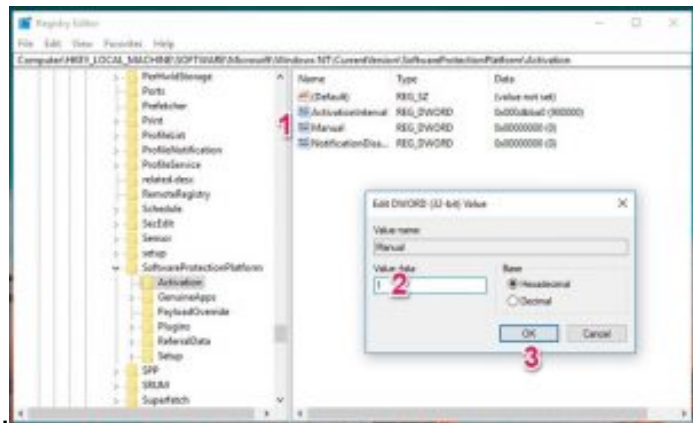 Registry Editor
File Edit View Favorites Help
Computer\HKEY_LOCAL_MACHINE\SOFTWARE\Microsoft\Windows NT\CurrentVersion\SoftwareProtectionPlatform\Activation
PerHwIdStorage
Ports
Prefetcher
Print
ProfileList
ProfileNotification
ProfileService
related.desc
RemoteRegistry
Schedule
SecEdit
Sensor
setup
SoftwareProtectionPlatform
Activation
GenuineApps
PayloadOverride
Plugins
ReferralData
Setup
SPP
SRUM
Superfetch
Name Type Data
(Default) REG_SZ (value not set)
ActivationInterval REG_DWORD 0x000dbba0 (900000)
1 Manual REG_DWORD 0x00000000 (0)
NotificationDisa... REG_DWORD 0x00000000 (0)
Edit DWORD (32-bit) Value
Value name:
Manual
Value data: Base
1 2 Hexadecimal
Decimal
OK Cancel
3